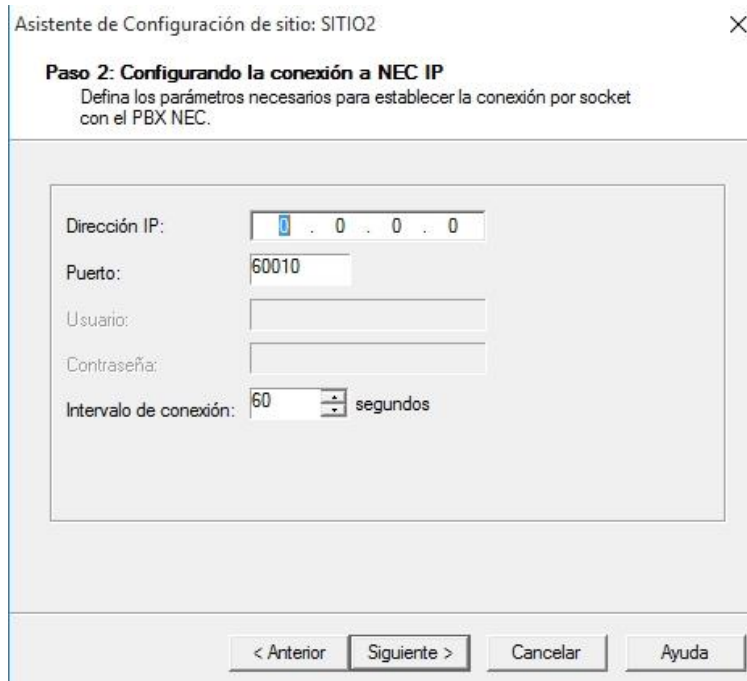 Asistente de Configuración de sitio: SITIO2
Paso 2: Configurando la conexión a NEC IP
Defina los parámetros necesarios para establecer la conexión por socket
con el PBX NEC.
Dirección IP: 0 . 0 . 0 . 0
Puerto: 60010
Usuario:
Contraseña:
Intervalo de conexión: 60 segundos
< Anterior Siguiente > Cancelar Ayuda